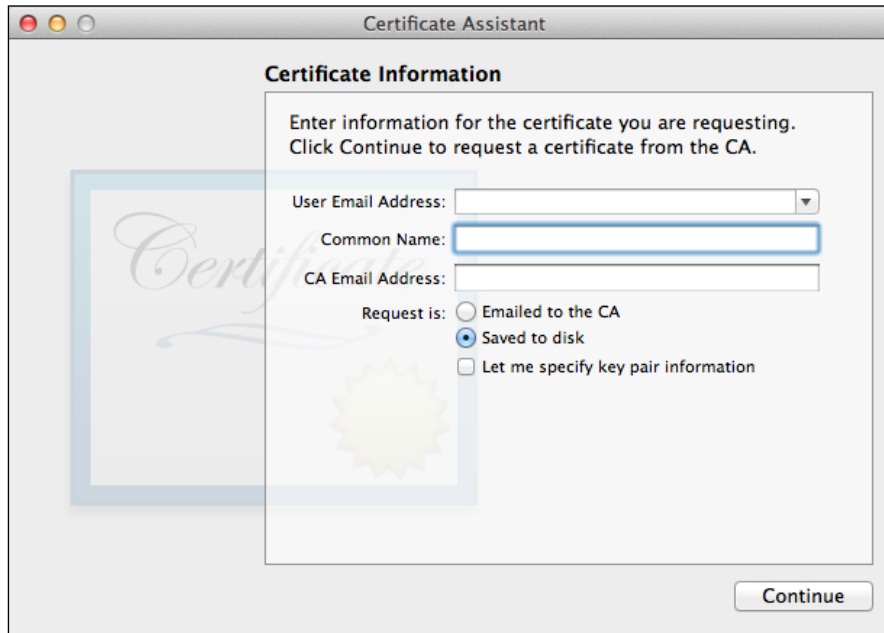 Certificate Assistant
Certificate Information
Enter information for the certificate you are requesting.
Click Continue to request a certificate from the CA.
User Email Address:
Common Name:
CA Email Address:
Request is: Emailed to the CA
Saved to disk
Let me specify key pair information
Certificate
Continue